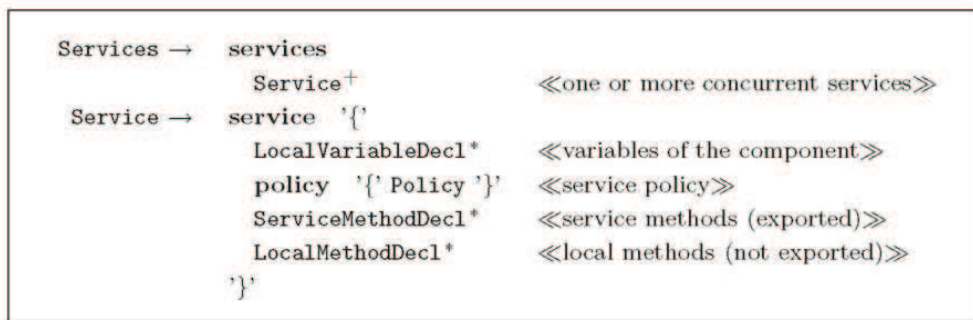 Services → services
Service+ ≪one or more concurrent services≫
Service → service '{'
LocalVariableDecl* ≪variables of the component≫
policy '{' Policy '}' ≪service policy≫
ServiceMethodDecl* ≪service methods (exported)≫
LocalMethodDecl* ≪local methods (not exported)≫
'}'